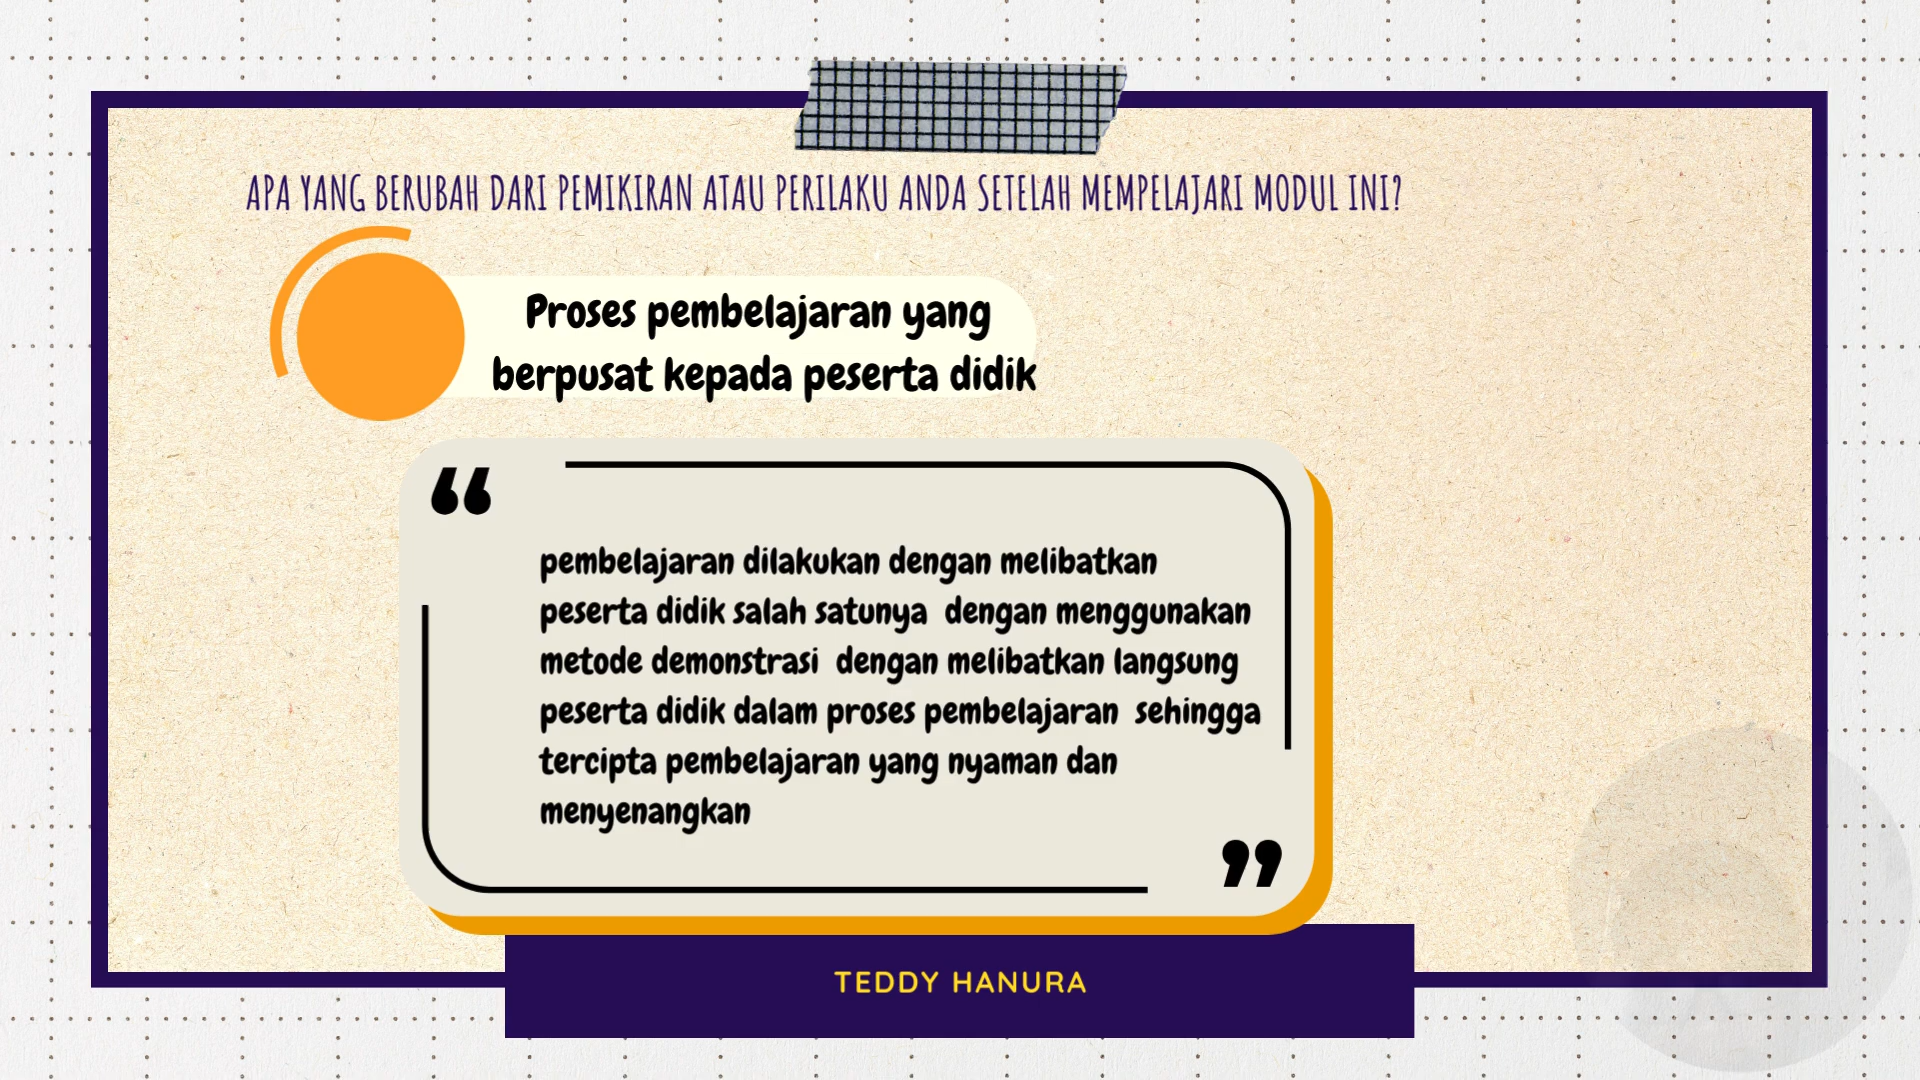 APA YANG BERUBAH DARI PEMIKIRAN ATAU PERILAKU ANDA SETELAH MEMPELAJARI MODUL INI?
Proses pembelajaran yang
berpusat kepada peserta didik
“
pembelajaran dilakukan dengan melibatkan
peserta didik salah satunya  dengan menggunakan
metode demonstrasi  dengan melibatkan langsung
peserta didik dalam proses pembelajaran  sehingga
tercipta pembelajaran yang nyaman dan
menyenangkan
”
TEDDY HANURA